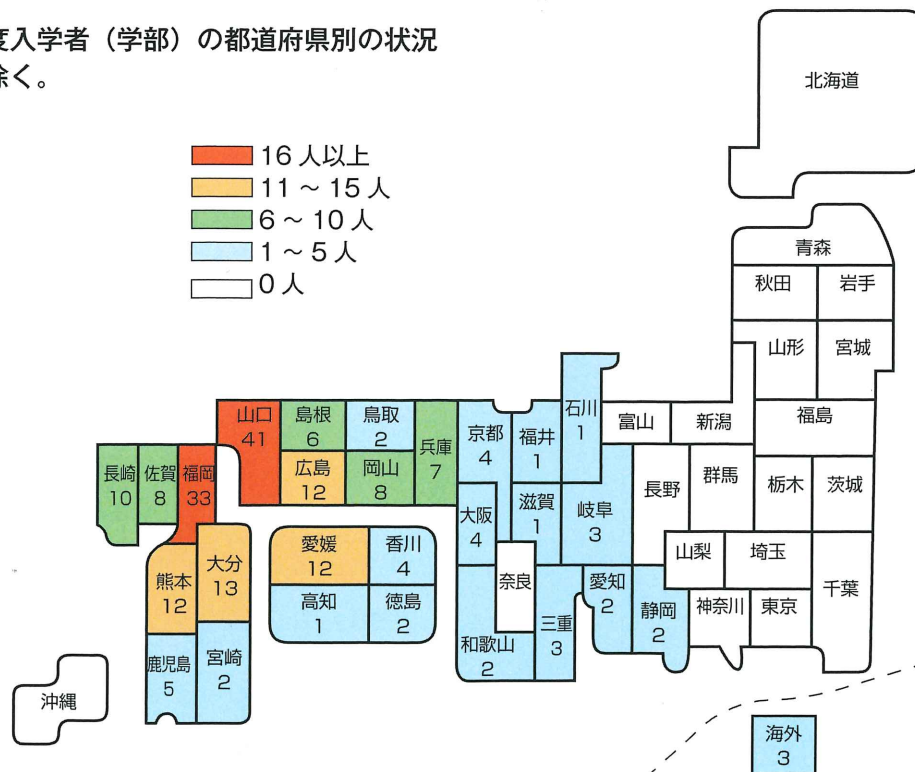 度入学者（学部）の都道府県別の状況
除く。
16人以上
11～15人
6～10人
1～5人
0人
北海道
青森
秋田
岩手
山形
宮城
福島
富山
新潟
石川
1
山口
41
島根
6
鳥取
2
兵庫
7
京都
4
福井
1
広島
12
岡山
8
長崎
10
佐賀
8
福岡
33
大阪
4
滋賀
1
岐阜
3
長野
群馬
栃木
茨城
山梨
埼玉
千葉
熊本
12
大分
13
愛媛
12
香川
4
高知
1
徳島
2
奈良
和歌山
2
三重
3
愛知
2
静岡
2
神奈川
東京
鹿児島
5
宮崎
2
沖縄
海外
3